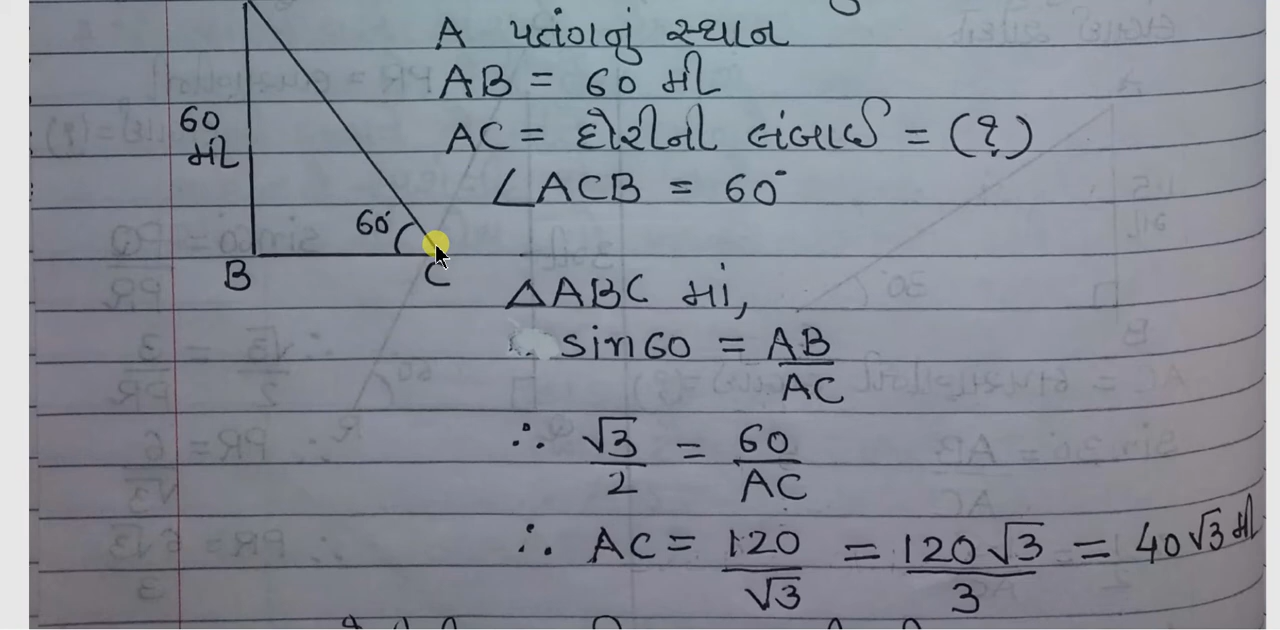 A પતંગનું સ્થાન
AB = 60 મી
60 મી
AC = દોરીની લંબાઈ = (?)
∠ACB = 60°
60°
B C
△ABC માં,
sin60 = AB/AC
∴ √3/2 = 60/AC
∴ AC = 120/√3 = 120√3/3 = 40√3 મી